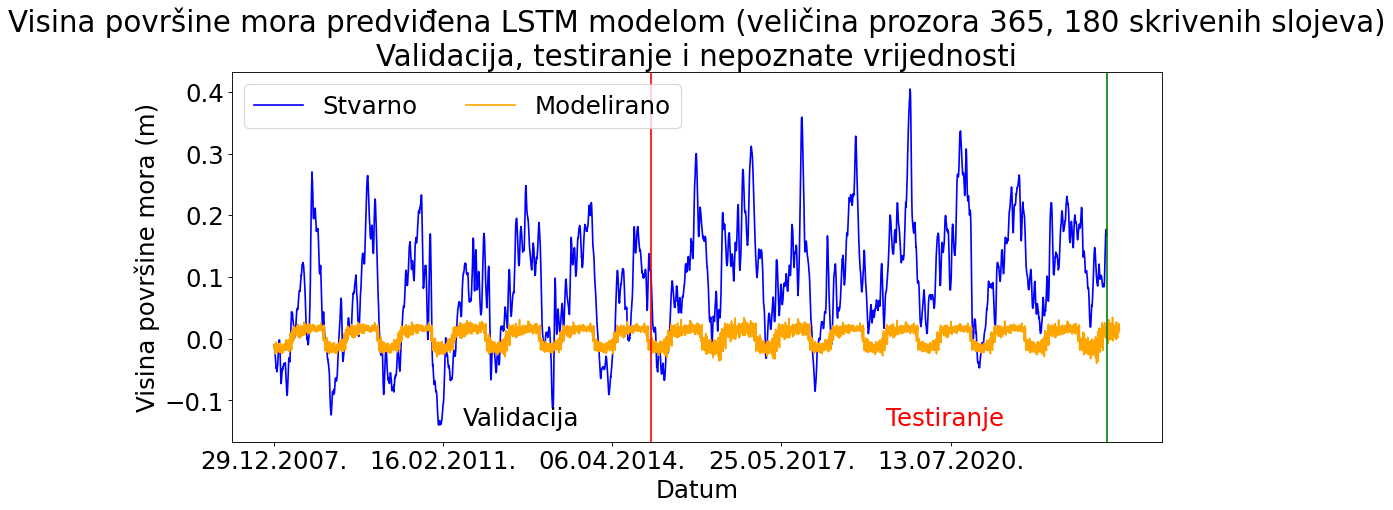 Visina površine mora predviđena LSTM modelom (veličina prozora 365, 180 skrivenih slojeva)
Validacija, testiranje i nepoznate vrijednosti
Stvarno
Modelirano
Visina površine mora (m)
0.4
0.3
0.2
0.1
0.0
−0.1
Validacija
Testiranje
29.12.2007.
16.02.2011.
06.04.2014.
25.05.2017.
13.07.2020.
Datum